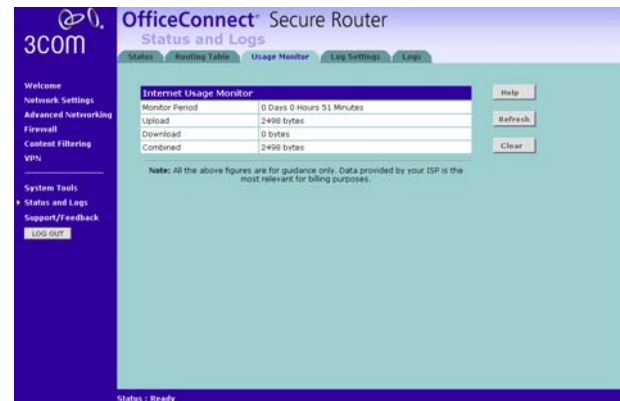 3com
OfficeConnect® Secure Router
Status and Logs
Status
Routing Table
Usage Monitor
Log Settings
Logs
Welcome
Network Settings
Advanced Networking
Firewall
Content Filtering
VPN
System Tools
Status and Logs
Support/Feedback
LOG OUT
Internet Usage Monitor
Monitor Period 0 Days 0 Hours 51 Minutes
Upload 2498 bytes
Download 0 bytes
Combined 2498 bytes
Note: All the above figures are for guidance only. Data provided by your ISP is the
most relevant for billing purposes.
Help
Refresh
Clear
Status : Ready